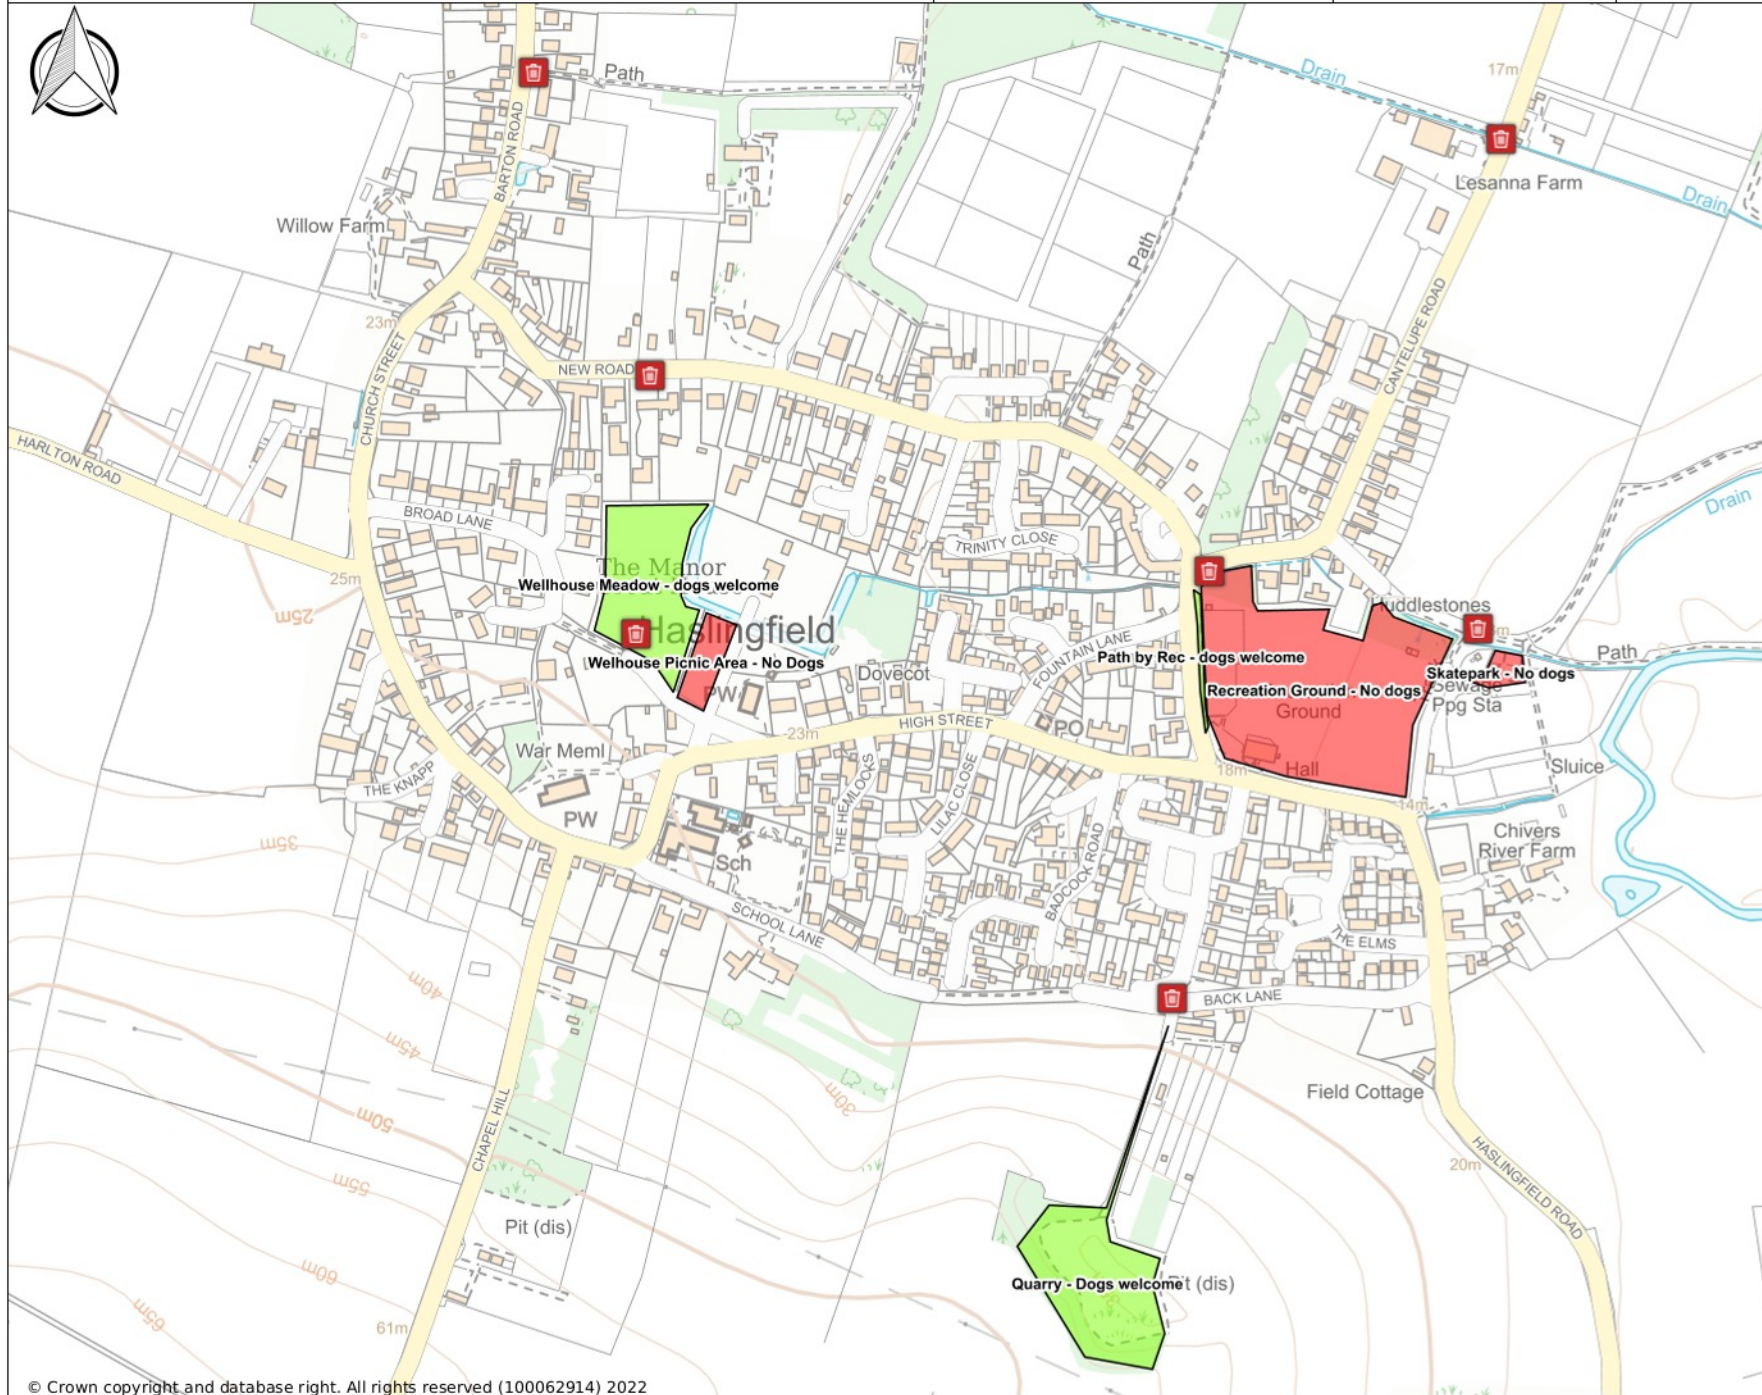 Path
Drain
17m
BARTON ROAD
Lesanna Farm
Drain
Willow Farm
Path
23m
CHURCH STREET
NEW ROAD
CANTELUPE ROAD
HARLTON ROAD
BROAD LANE
Drain
TRINITY CLOSE
The Manor
25m
Wellhouse Meadow - dogs welcome
25m
Haslingfield
FOUNTAIN LANE
Path
Path by Rec - dogs welcome
Welhouse Picnic Area - No Dogs
Dovecot
Skatepark - No dogs
Recreation Ground - No dogs
Sewage
Ppg Sta
PW
Ground
HIGH STREET
PO
23m
War Meml
Hall
18m
Sluice
THE KNAPP
THE HEMLOCKS
LILAC CLOSE
14m
PW
Chivers
River Farm
35m
Sch
BADCOCK ROAD
SCHOOL LANE
THE ELMS
40m
BACK LANE
45m
30m
Field Cottage
50m
CHAPEL HILL
HASLINGFIELD ROAD
20m
55m
Pit (dis)
60m
Quarry - Dogs welcome
Pit (dis)
65m
61m
© Crown copyright and database right. All rights reserved (100062914) 2022